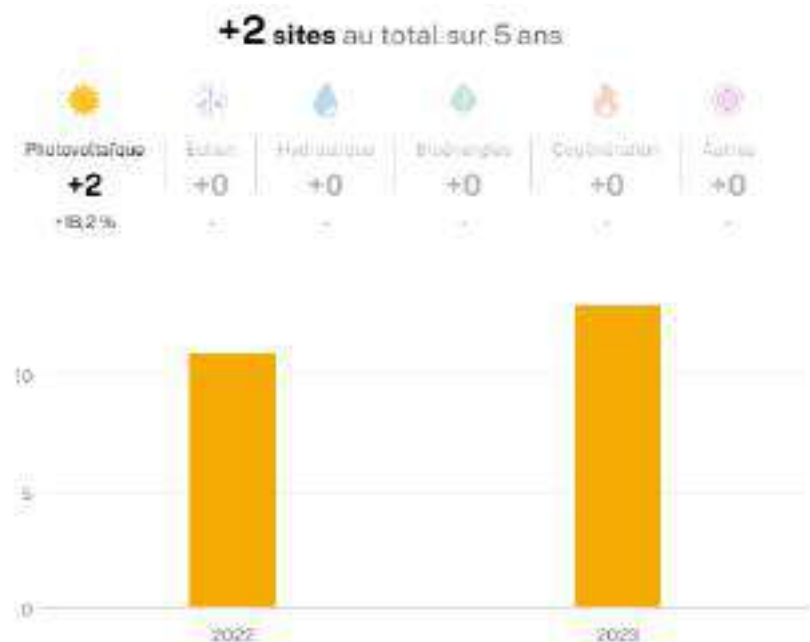 +2 sites au total sur 5 ans
Photovoltaïque Éolien Hydraulique Bioénergies Cogénération Autres
+2 +0 +0 +0 +0 +0
+18,2 % - - - - -
10
5
0
2022 2023